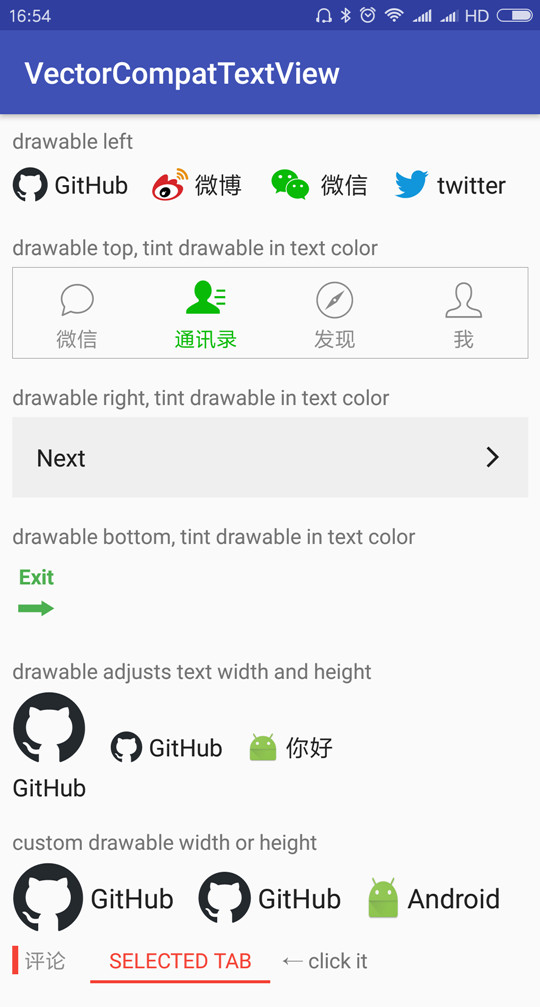 16:54 HD
VectorCompatTextView
drawable left
GitHub 微博 微信 twitter
drawable top, tint drawable in text color
微信 通讯录 发现 我
drawable right, tint drawable in text color
Next
drawable bottom, tint drawable in text color
Exit
drawable adjusts text width and height
GitHub 你好
GitHub
custom drawable width or height
GitHub GitHub Android
评论 SELECTED TAB ← click it